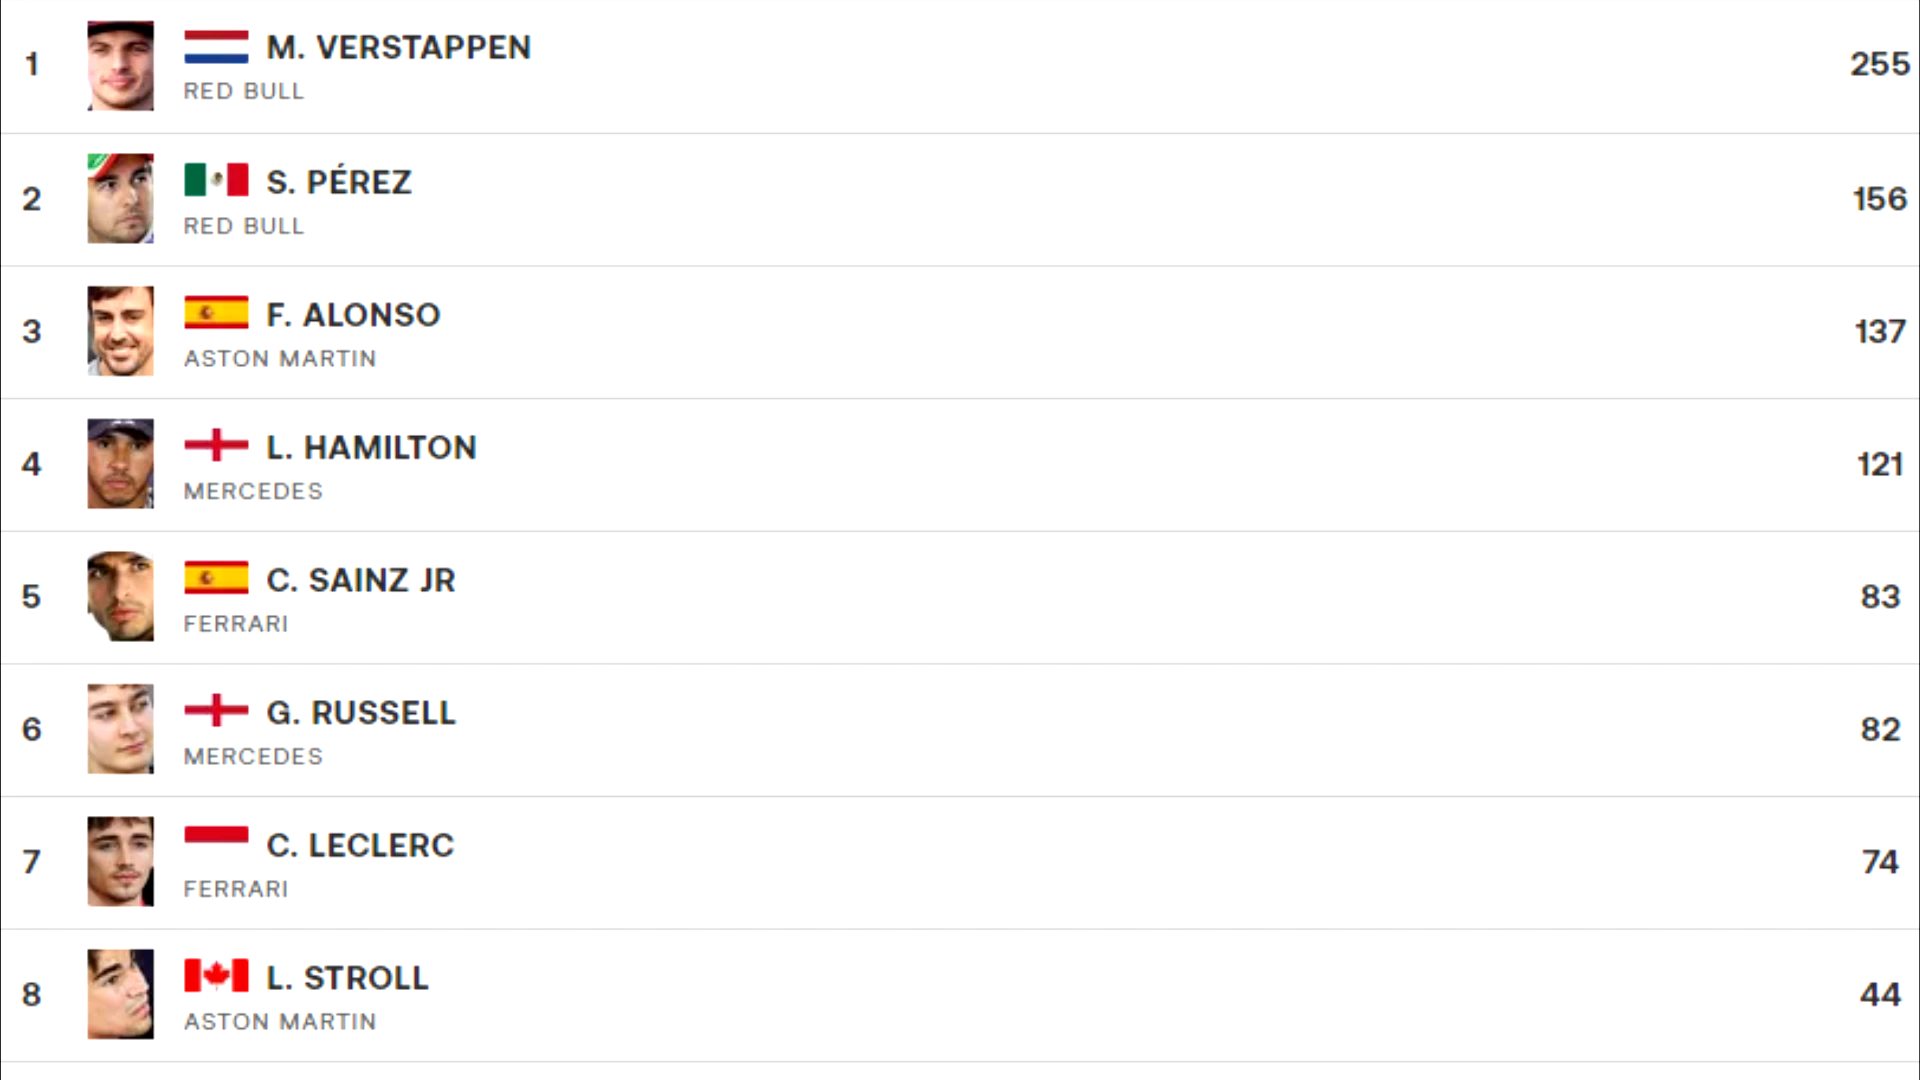 1
M. VERSTAPPEN
RED BULL
255
2
S. PÉREZ
RED BULL
156
3
F. ALONSO
ASTON MARTIN
137
4
L. HAMILTON
MERCEDES
121
5
C. SAINZ JR
FERRARI
83
6
G. RUSSELL
MERCEDES
82
7
C. LECLERC
FERRARI
74
8
L. STROLL
ASTON MARTIN
44